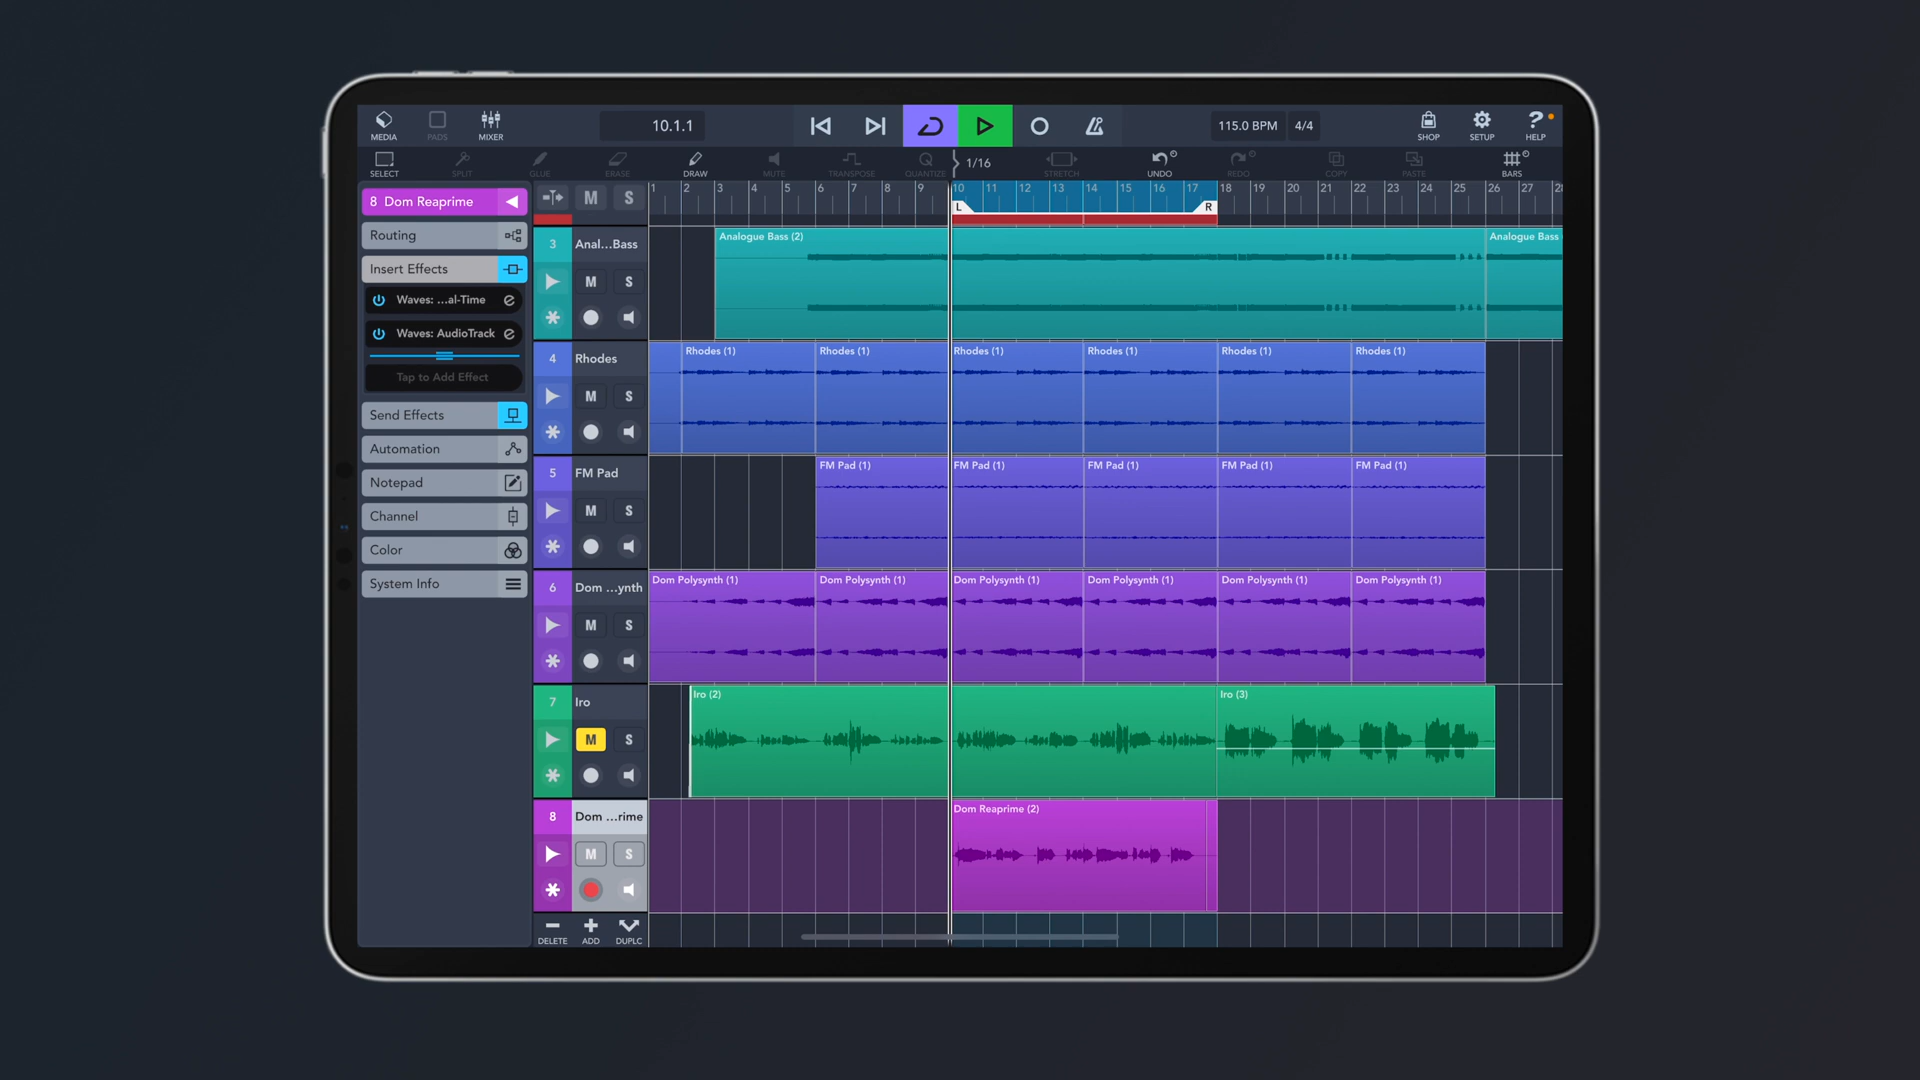 MEDIA
PADS
MIXER
10.1.1
115.0 BPM
4/4
SHOP
SETUP
HELP
SELECT
SPLIT
GLUE
ERASE
DRAW
MUTE
TRANSPOSE
QUANTIZE
1/16
STRETCH
UNDO
REDO
COPY
PASTE
BARS
8 Dom Reaprime
M S
1 2 3 4 5 6 7 8 9 10 11 12 13 14 15 16 17 18 19 20 21 22 23 24 25 26 27 28
L R
Routing
Insert Effects
Waves: ...al-Time
Waves: AudioTrack
Tap to Add Effect
Send Effects
Automation
Notepad
Channel
Color
System Info
3 Anal...Bass
M S
Analogue Bass (2)
Analogue Bass
4 Rhodes
M S
Rhodes (1)
Rhodes (1)
Rhodes (1)
Rhodes (1)
Rhodes (1)
Rhodes (1)
5 FM Pad
M S
FM Pad (1)
FM Pad (1)
FM Pad (1)
FM Pad (1)
FM Pad (1)
6 Dom ...ynth
M S
Dom Polysynth (1)
Dom Polysynth (1)
Dom Polysynth (1)
Dom Polysynth (1)
Dom Polysynth (1)
Dom Polysynth (1)
7 Iro
M S
Iro (2)
Iro (3)
8 Dom ...rime
M S
Dom Reaprime (2)
DELETE
ADD
DUPLC